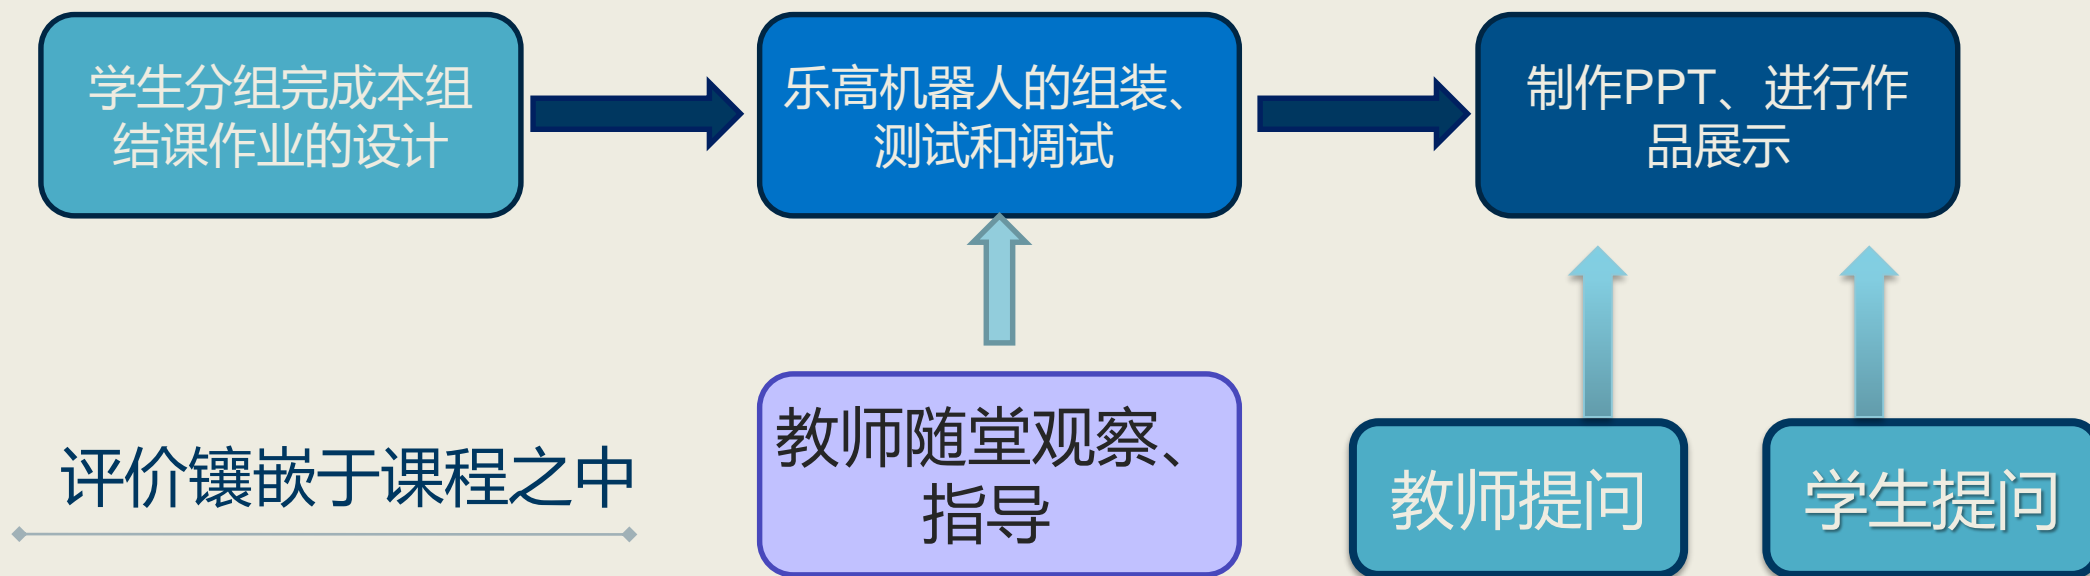 学生分组完成本组
结课作业的设计
乐高机器人的组装、
测试和调试
制作PPT、进行作
品展示
评价镶嵌于课程之中
教师随堂观察、
指导
教师提问
学生提问